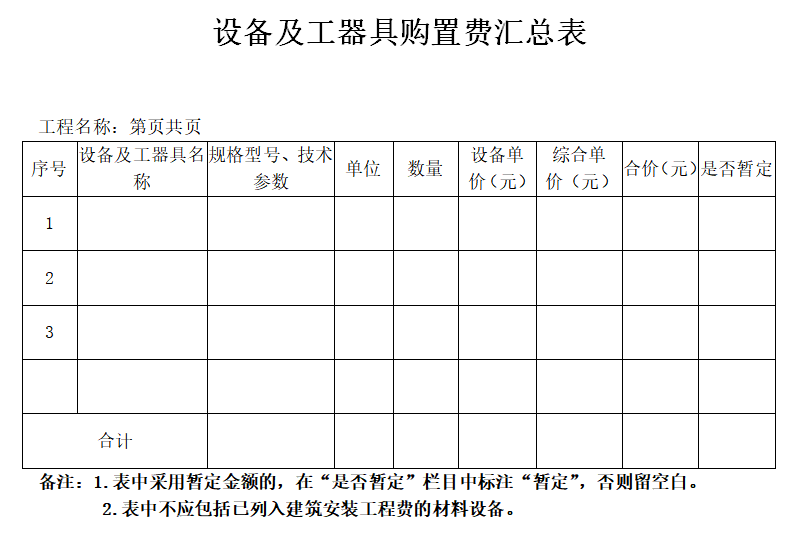 设备及工器具购置费汇总表
工程名称：第页共页
序号 设备及工器具名称 规格型号、技术参数 单位 数量 设备单价（元） 综合单价（元） 合价（元） 是否暂定
1
2
3
合计
备注：1.表中采用暂定金额的，在“是否暂定”栏目中标注“暂定”，否则留空白。
2.表中不应包括已列入建筑安装工程费的材料设备。